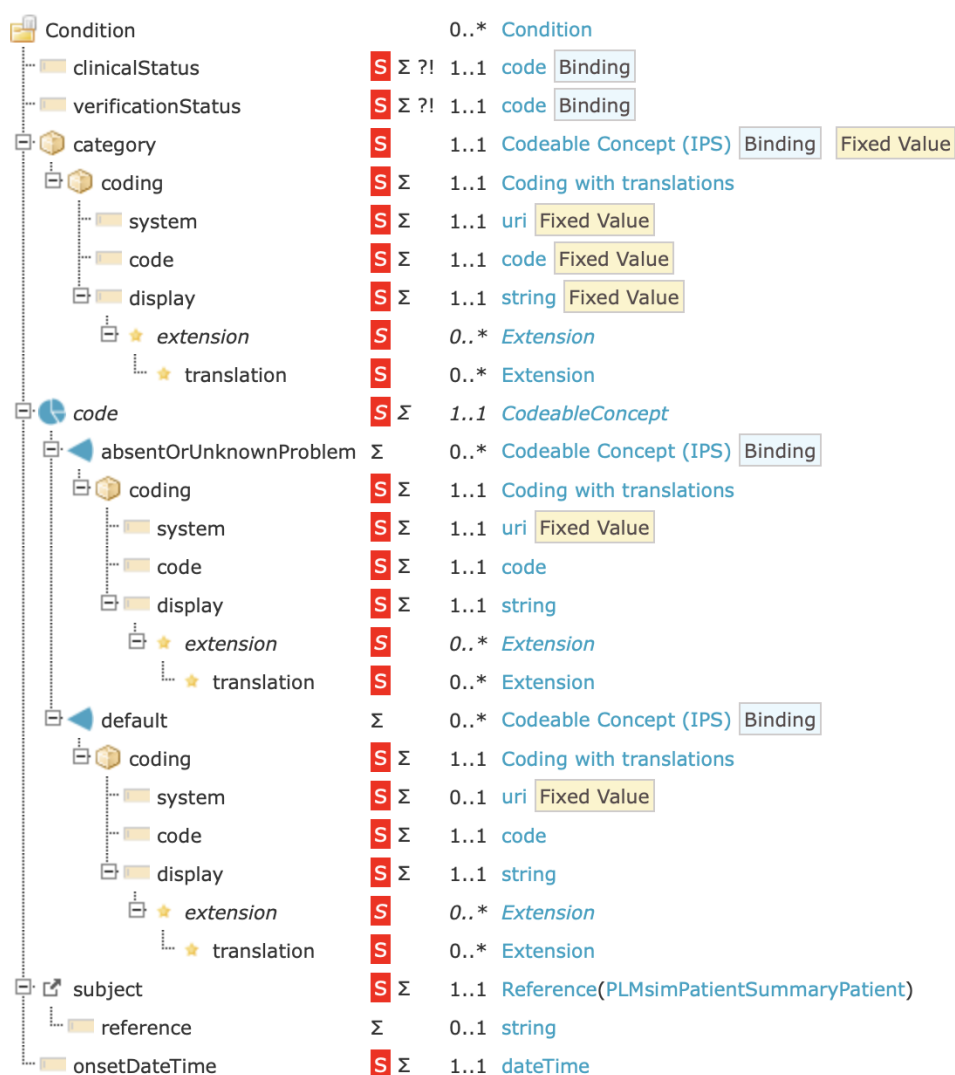 Condition 0..* Condition
clinicalStatus S Σ ?! 1..1 code Binding
verificationStatus S Σ ?! 1..1 code Binding
category S 1..1 Codeable Concept (IPS) Binding Fixed Value
coding S Σ 1..1 Coding with translations
system S Σ 1..1 uri Fixed Value
code S Σ 1..1 code Fixed Value
display S Σ 1..1 string Fixed Value
extension S 0..* Extension
translation S 0..* Extension
code S Σ 1..1 CodeableConcept
absentOrUnknownProblem Σ 0..* Codeable Concept (IPS) Binding
coding S Σ 1..1 Coding with translations
system S Σ 1..1 uri Fixed Value
code S Σ 1..1 code
display S Σ 1..1 string
extension S 0..* Extension
translation S 0..* Extension
default Σ 0..* Codeable Concept (IPS) Binding
coding S Σ 1..1 Coding with translations
system S Σ 0..1 uri Fixed Value
code S Σ 1..1 code
display S Σ 1..1 string
extension S 0..* Extension
translation S 0..* Extension
subject S Σ 1..1 Reference(PLMsimPatientSummaryPatient)
reference Σ 0..1 string
onsetDateTime S Σ 1..1 dateTime